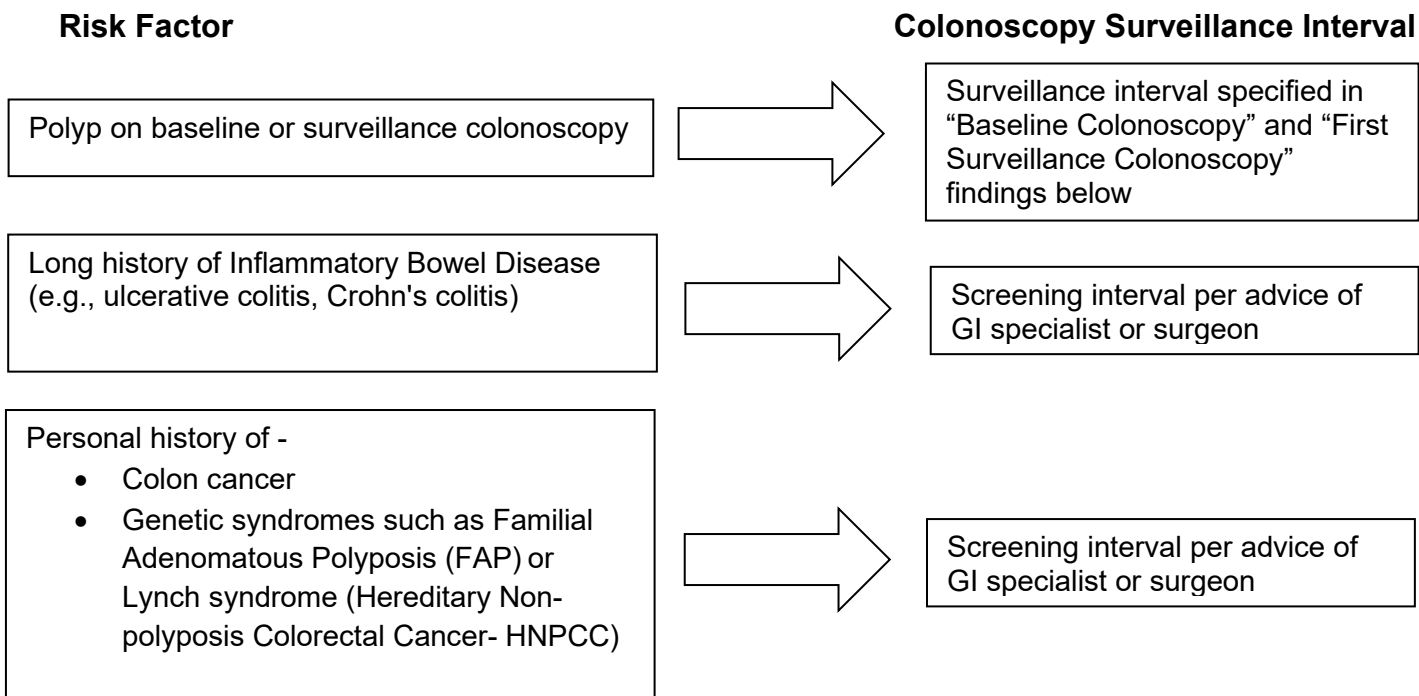 Risk Factor
Colonoscopy Surveillance Interval
Polyp on baseline or surveillance colonoscopy
Surveillance interval specified in
“Baseline Colonoscopy” and “First
Surveillance Colonoscopy”
findings below
Long history of Inflammatory Bowel Disease
(e.g., ulcerative colitis, Crohn's colitis)
Screening interval per advice of
GI specialist or surgeon
Personal history of -
• Colon cancer
• Genetic syndromes such as Familial
Adenomatous Polyposis (FAP) or
Lynch syndrome (Hereditary Non-
polyposis Colorectal Cancer- HNPCC)
Screening interval per advice of
GI specialist or surgeon